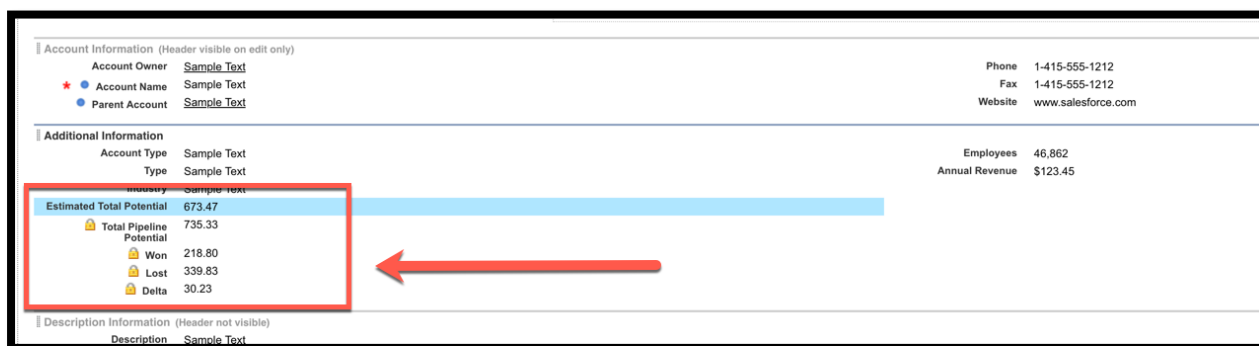 Account Information (Header visible on edit only)
Account Owner Sample Text Phone 1-415-555-1212
* Account Name Sample Text Fax 1-415-555-1212
Parent Account Sample Text Website www.salesforce.com
Additional Information
Account Type Sample Text Employees 46,862
Type Sample Text Annual Revenue $123.45
Industry Sample Text
Estimated Total Potential 673.47
Total Pipeline Potential 735.33
Won 218.80
Lost 339.83
Delta 30.23
Description Information (Header not visible)
Description Sample Text